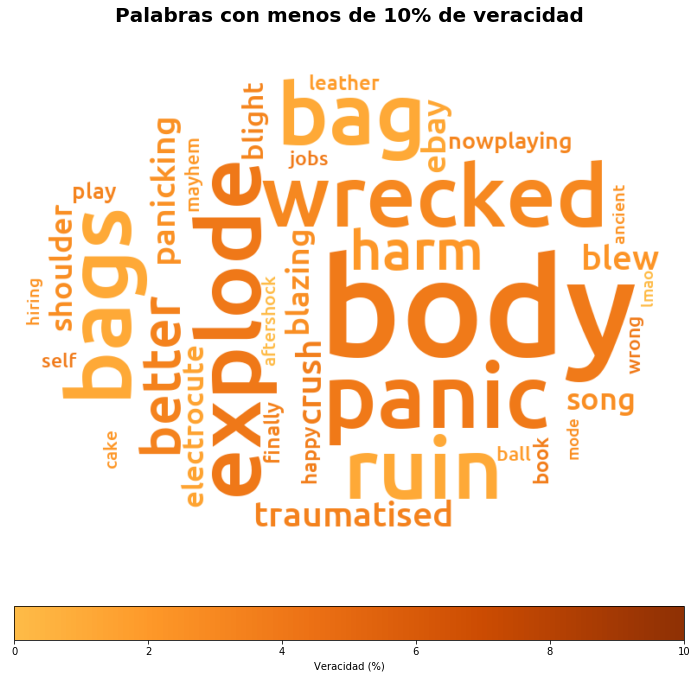 Palabras con menos de 10% de veracidad
leather
bag
ebay
blight
nowplaying
jobs
panicking
mayhem
play
wrecked
explode
ancient
shoulder
bags
harm
blew
blazing
hiring
body
lmao
aftershock
better
wrong
self
electrocute
crush
panic
song
happy
finally
cake
ruin
ball
book
mode
traumatised
0 2 4 6 8 10
Veracidad (%)